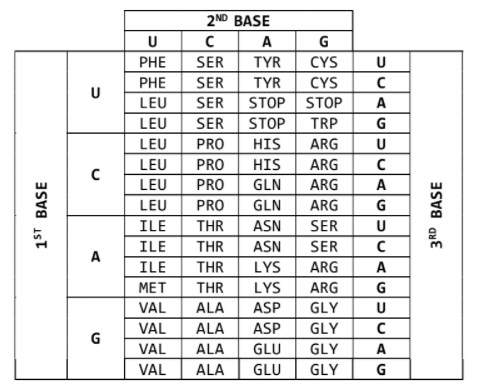 2ND BASE
U C A G
PHE SER TYR CYS U
PHE SER TYR CYS C
U
LEU SER STOP STOP A
LEU SER STOP TRP G
LEU PRO HIS ARG U
LEU PRO HIS ARG C
C
LEU PRO GLN ARG A
LEU PRO GLN ARG G
1ST BASE
3RD BASE
ILE THR ASN SER U
ILE THR ASN SER C
A
ILE THR LYS ARG A
MET THR LYS ARG G
VAL ALA ASP GLY U
VAL ALA ASP GLY C
G
VAL ALA GLU GLY A
VAL ALA GLU GLY G